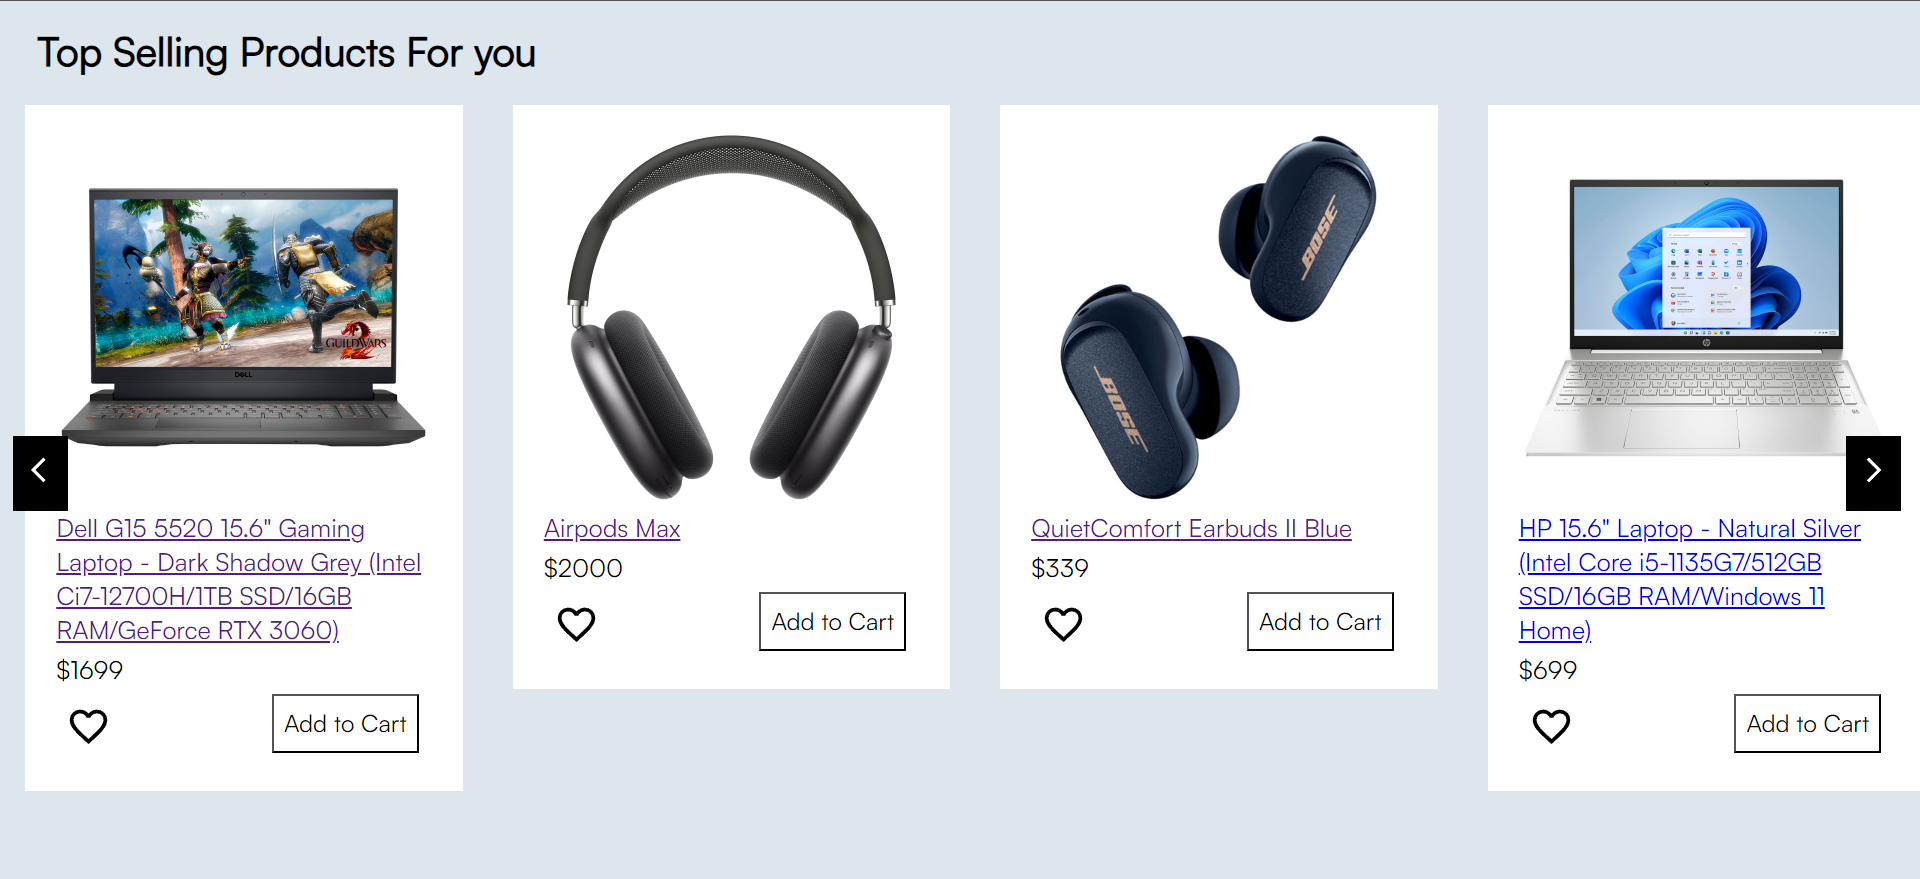 Top Selling Products For you
GUILDWARS
DELL
BOSE
BOSE
hp
Dell G15 5520 15.6" Gaming
Laptop - Dark Shadow Grey (Intel
Ci7-12700H/1TB SSD/16GB
RAM/GeForce RTX 3060)
$1699
Add to Cart
Airpods Max
$2000
Add to Cart
QuietComfort Earbuds II Blue
$339
Add to Cart
HP 15.6" Laptop - Natural Silver
(Intel Core i5-1135G7/512GB
SSD/16GB RAM/Windows 11
Home)
$699
Add to Cart